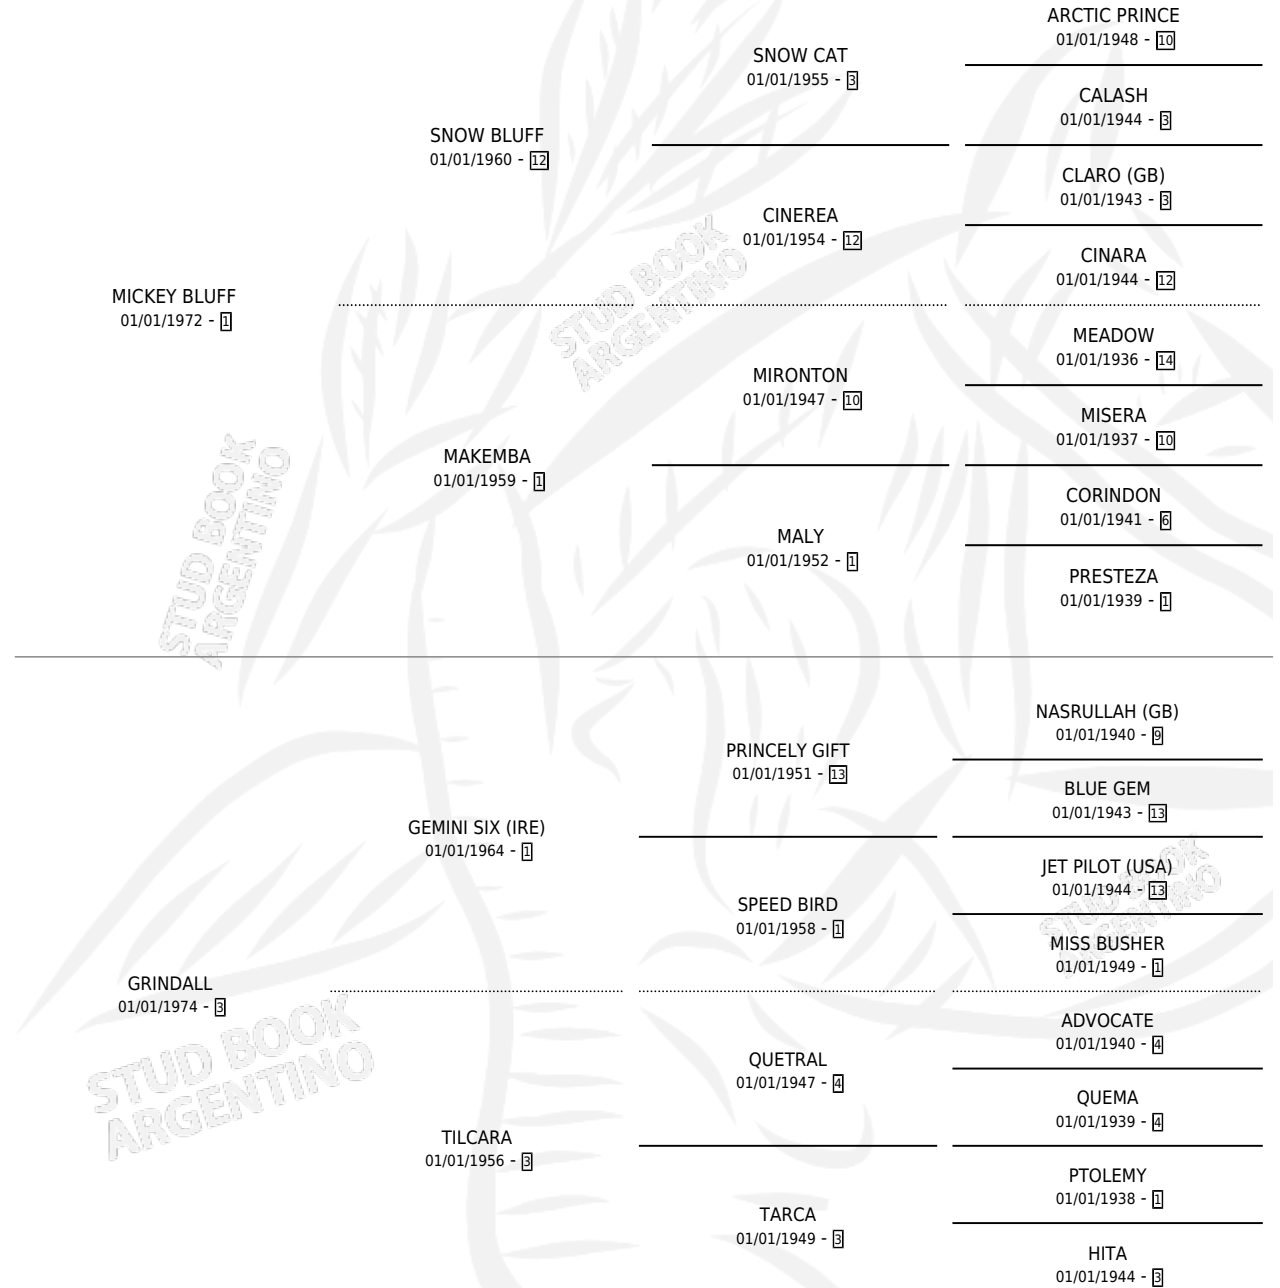 ARCTIC PRINCE
01/01/1948 - 10
SNOW CAT
01/01/1955 - 3
CALASH
01/01/1944 - 3
SNOW BLUFF
01/01/1960 - 12
CLARO (GB)
01/01/1943 - 3
CINEREA
01/01/1954 - 12
CINARA
01/01/1944 - 12
MICKEY BLUFF
01/01/1972 - 1
MEADOW
01/01/1936 - 14
MIRONTON
01/01/1947 - 10
MISERA
01/01/1937 - 10
MAKEMBA
01/01/1959 - 1
CORINDON
01/01/1941 - 6
MALY
01/01/1952 - 1
PRESTEZA
01/01/1939 - 1
NASRULLAH (GB)
01/01/1940 - 9
PRINCELY GIFT
01/01/1951 - 13
BLUE GEM
01/01/1943 - 13
GEMINI SIX (IRE)
01/01/1964 - 1
JET PILOT (USA)
01/01/1944 - 13
SPEED BIRD
01/01/1958 - 1
MISS BUSHER
01/01/1949 - 1
GRINDALL
01/01/1974 - 3
ADVOCATE
01/01/1940 - 4
QUETRAL
01/01/1947 - 4
QUEMA
01/01/1939 - 4
TILCARA
01/01/1956 - 3
PTOLEMY
01/01/1938 - 1
TARCA
01/01/1949 - 3
HITA
01/01/1944 - 3
STUD BOOK
ARGENTINO
STUD BOOK
ARGENTINO
STUD BOOK
ARGENTINO
STUD BOOK
ARGENTINO